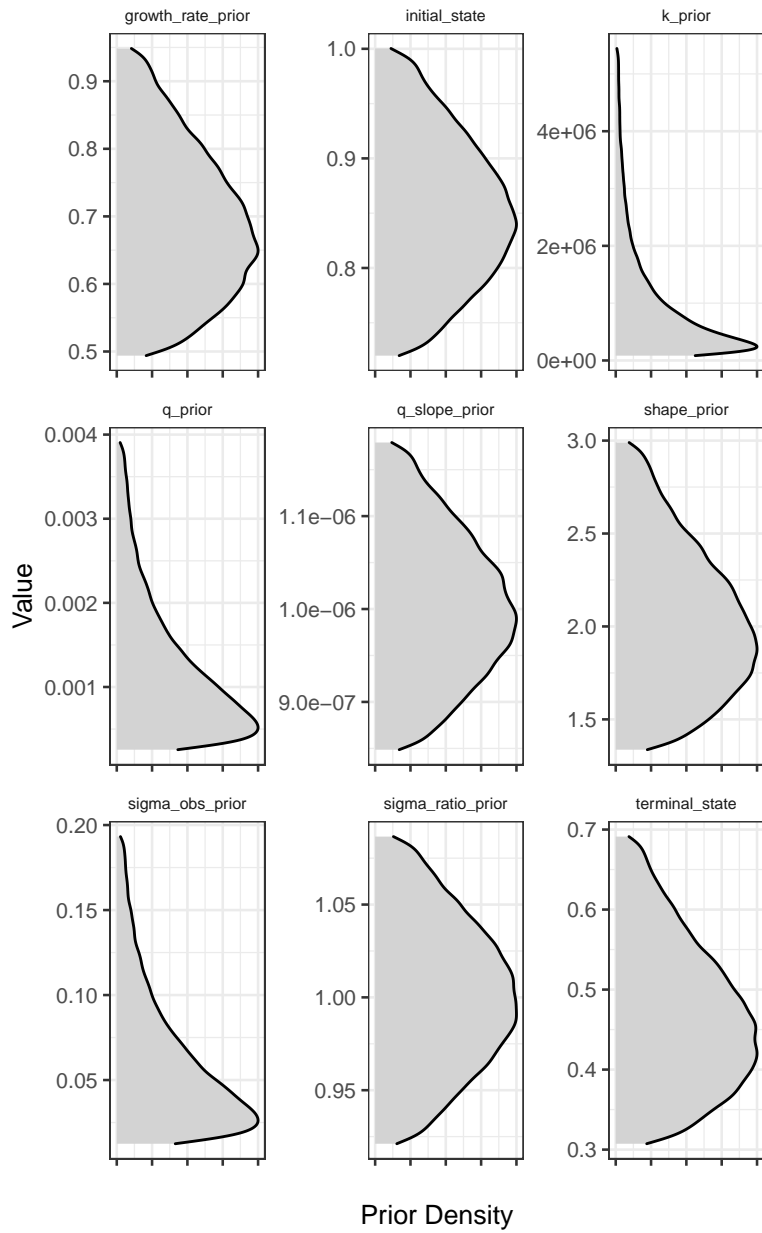 growth_rate_prior
initial_state
k_prior
0.9
0.8
0.7
0.6
0.5
1.0
0.9
0.8
4e+06
2e+06
0e+00
q_prior
q_slope_prior
shape_prior
0.004
0.003
0.002
0.001
1.1e−06
1.0e−06
9.0e−07
3.0
2.5
2.0
1.5
Value
sigma_obs_prior
sigma_ratio_prior
terminal_state
0.20
0.15
0.10
0.05
1.05
1.00
0.95
0.7
0.6
0.5
0.4
0.3
Prior Density